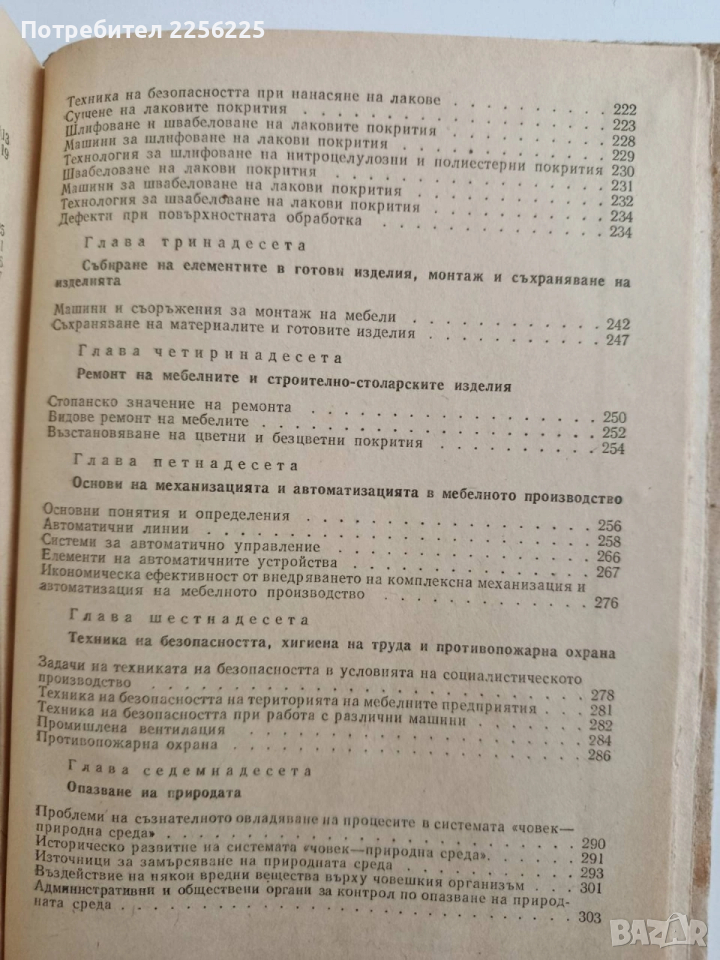 Потребител 2256225
Техника на безопасността при нанасяне на лакове . . . . . . . 222
Сушене на лаковите покрития . . . . . . . 223
Шлифоване и швабеловане на лаковите покрития . . . . . . . 228
Машини за шлифоване на лакови покрития . . . . . . . 229
Технология за шлифоване на нитроцелулозни и полиестерни покрития 230
Швабеловане на лакови покрития . . . . . . . 231
Машини за швабеловане на лакови покрития . . . . . . . 232
Технология за швабеловане на лакови покрития . . . . . . . 234
Дефекти при повърхностната обработка . . . . . . . 234
Глава тринадесета
Събиране на елементите в готови изделия, монтаж и съхраняване на
изделията
Машини и съоръжения за монтаж на мебели . . . . . . . 242
Съхраняване на материалите и готовите изделия . . . . . . . 247
Глава четиринадесета
Ремонт на мебелните и строително-столарските изделия
Стопанско значение на ремонта . . . . . . . 250
Видове ремонт на мебелите . . . . . . . 252
Възстановяване на цветни и безцветни покрития . . . . . . . 254
Глава петнадесета
Основи на механизацията и автоматизацията в мебелното производство
Основни понятия и определения . . . . . . . 256
Автоматични линии . . . . . . . 258
Системи за автоматично управление . . . . . . . 266
Елементи на автоматичните устройства . . . . . . . 267
Икономическа ефективност от внедряването на комплексна механизация и
автоматизация на мебелното производство . . . . . . . 276
Глава шестнадесета
Техника на безопасността, хигиена на труда и противопожарна охрана
Задачи на техниката на безопасността в условията на социалистическото
производство . . . . . . . 278
Техника на безопасността на територията на мебелните предприятия . 281
Техника на безопасността при работа с различни машини . . . . . . . 282
Промишлена вентилация . . . . . . . 284
Противопожарна охрана . . . . . . . 286
Глава седемнадесета
Опазване на природата
Проблеми на съзнателното овладяване на процесите в системата «човек—
природна среда» . . . . . . . 290
Историческо развитие на системата «човек—природна среда». . . . 291
Източници за замърсяване на природната среда . . . . . . . 293
Въздействие на някои вредни вещества върху човешкия организъм . . 301
Административни и обществени органи за контрол по опазване на природ-
ната среда . . . . . . . 303
BAZAR